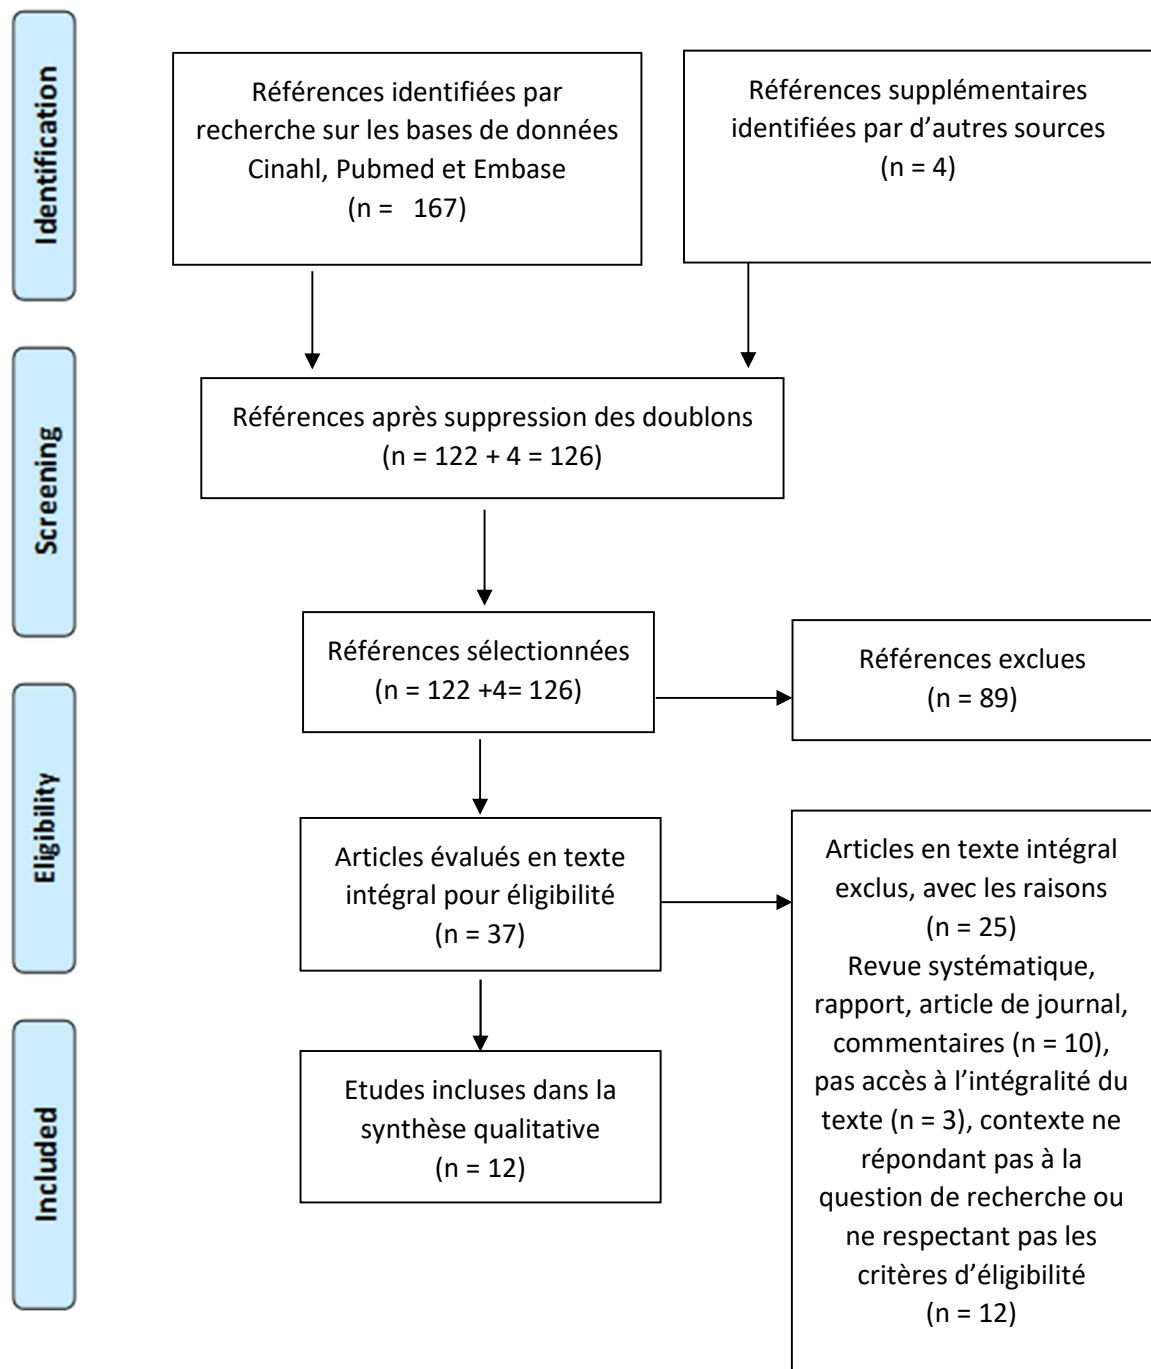 Identification
Références identifiées par
recherche sur les bases de données
Cinahl, Pubmed et Embase
(n = 167)
Références supplémentaires
identifiées par d’autres sources
(n = 4)
Screening
Références après suppression des doublons
(n = 122 + 4 = 126)
Références sélectionnées
(n = 122 +4= 126)
Références exclues
(n = 89)
Eligibility
Articles évalués en texte
intégral pour éligibilité
(n = 37)
Articles en texte intégral
exclus, avec les raisons
(n = 25)
Revue systématique,
rapport, article de journal,
commentaires (n = 10),
pas accès à l’intégralité du
texte (n = 3), contexte ne
répondant pas à la
question de recherche ou
ne respectant pas les
critères d’éligibilité
(n = 12)
Included
Etudes incluses dans la
synthèse qualitative
(n = 12)